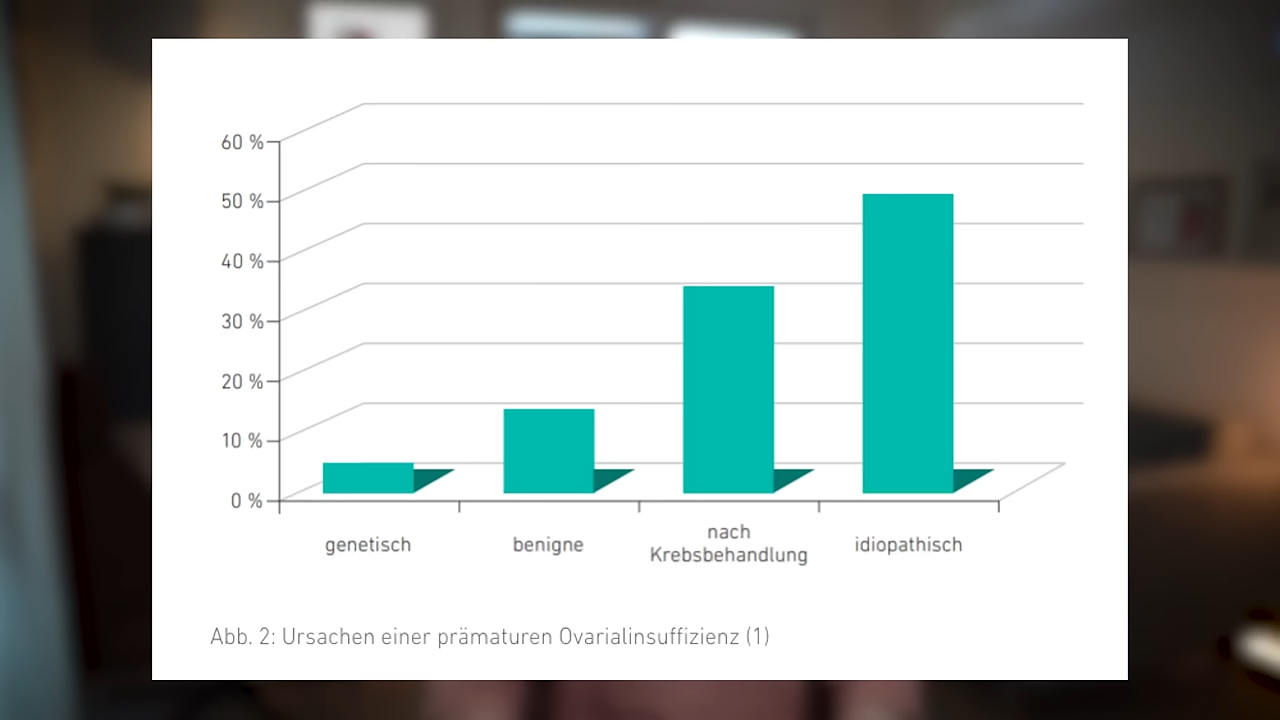 60 %
50 %
40 %
30 %
20 %
10 %
0 %
genetisch
benigne
nach
Krebsbehandlung
idiopathisch
Abb. 2: Ursachen einer prämaturen Ovarialinsuffizienz (1)